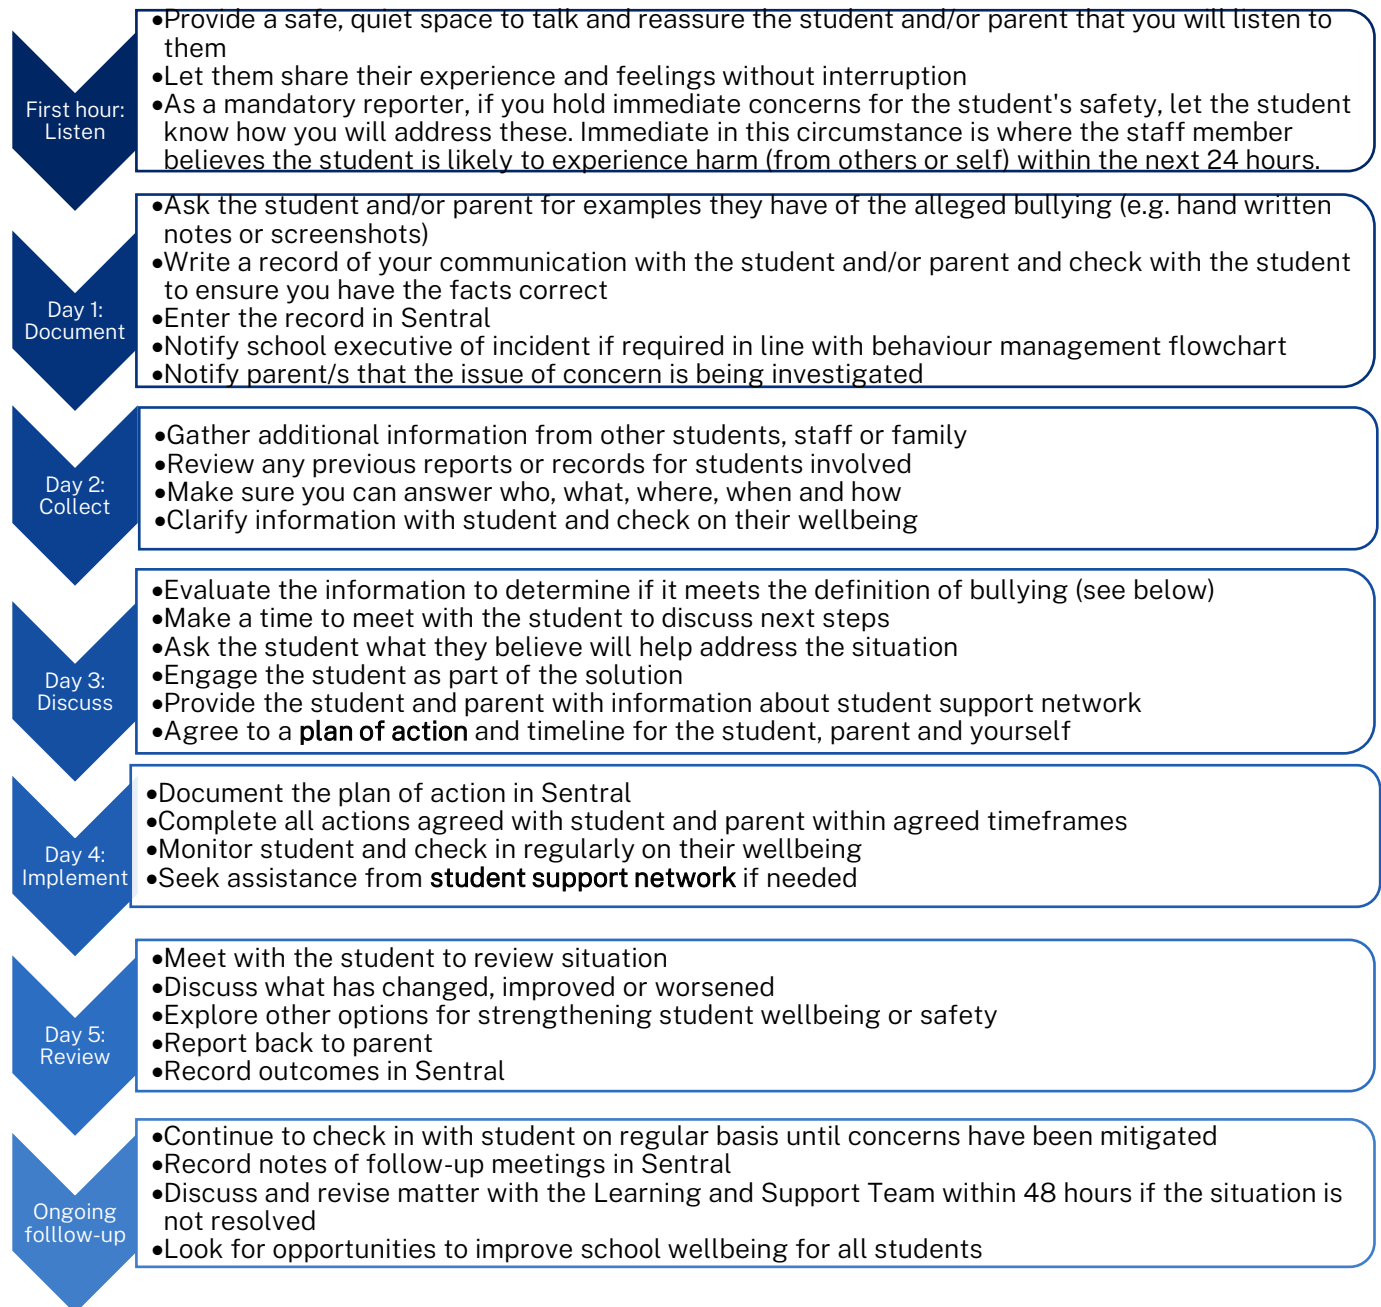 First hour:
Listen
•Provide a safe, quiet space to talk and reassure the student and/or parent that you will listen to
them
•Let them share their experience and feelings without interruption
•As a mandatory reporter, if you hold immediate concerns for the student's safety, let the student
know how you will address these. Immediate in this circumstance is where the staff member
believes the student is likely to experience harm (from others or self) within the next 24 hours.
Day 1:
Document
•Ask the student and/or parent for examples they have of the alleged bullying (e.g. hand written
notes or screenshots)
•Write a record of your communication with the student and/or parent and check with the student
to ensure you have the facts correct
•Enter the record in Sentral
•Notify school executive of incident if required in line with behaviour management flowchart
•Notify parent/s that the issue of concern is being investigated
Day 2:
Collect
•Gather additional information from other students, staff or family
•Review any previous reports or records for students involved
•Make sure you can answer who, what, where, when and how
•Clarify information with student and check on their wellbeing
Day 3:
Discuss
•Evaluate the information to determine if it meets the definition of bullying (see below)
•Make a time to meet with the student to discuss next steps
•Ask the student what they believe will help address the situation
•Engage the student as part of the solution
•Provide the student and parent with information about student support network
•Agree to a plan of action and timeline for the student, parent and yourself
Day 4:
Implement
•Document the plan of action in Sentral
•Complete all actions agreed with student and parent within agreed timeframes
•Monitor student and check in regularly on their wellbeing
•Seek assistance from student support network if needed
Day 5:
Review
•Meet with the student to review situation
•Discuss what has changed, improved or worsened
•Explore other options for strengthening student wellbeing or safety
•Report back to parent
•Record outcomes in Sentral
Ongoing
folllow-up
•Continue to check in with student on regular basis until concerns have been mitigated
•Record notes of follow-up meetings in Sentral
•Discuss and revise matter with the Learning and Support Team within 48 hours if the situation is
not resolved
•Look for opportunities to improve school wellbeing for all students